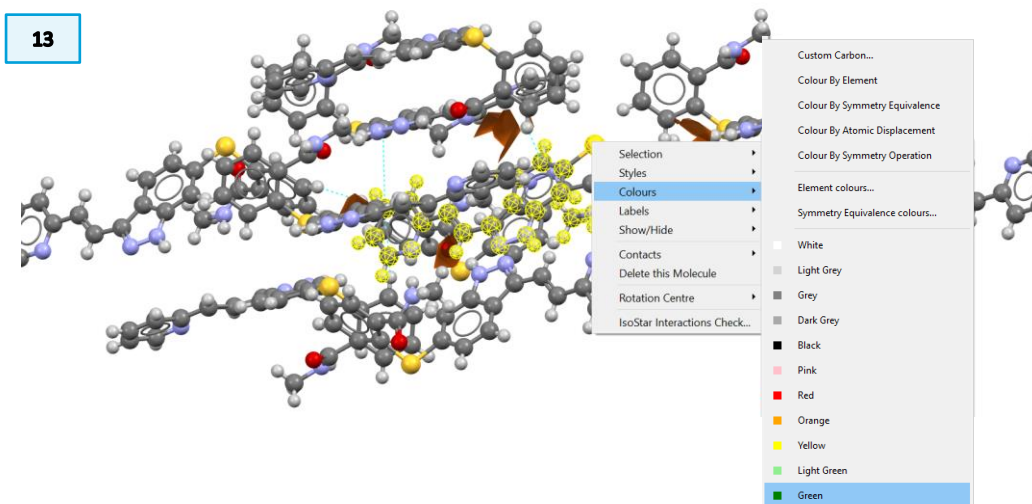 13
Selection
Styles
Colours
Labels
Show/Hide
Contacts
Delete this Molecule
Rotation Centre
IsoStar Interactions Check...
Custom Carbon...
Colour By Element
Colour By Symmetry Equivalence
Colour By Atomic Displacement
Colour By Symmetry Operation
Element colours...
Symmetry Equivalence colours...
White
Light Grey
Grey
Dark Grey
Black
Pink
Red
Orange
Yellow
Light Green
Green